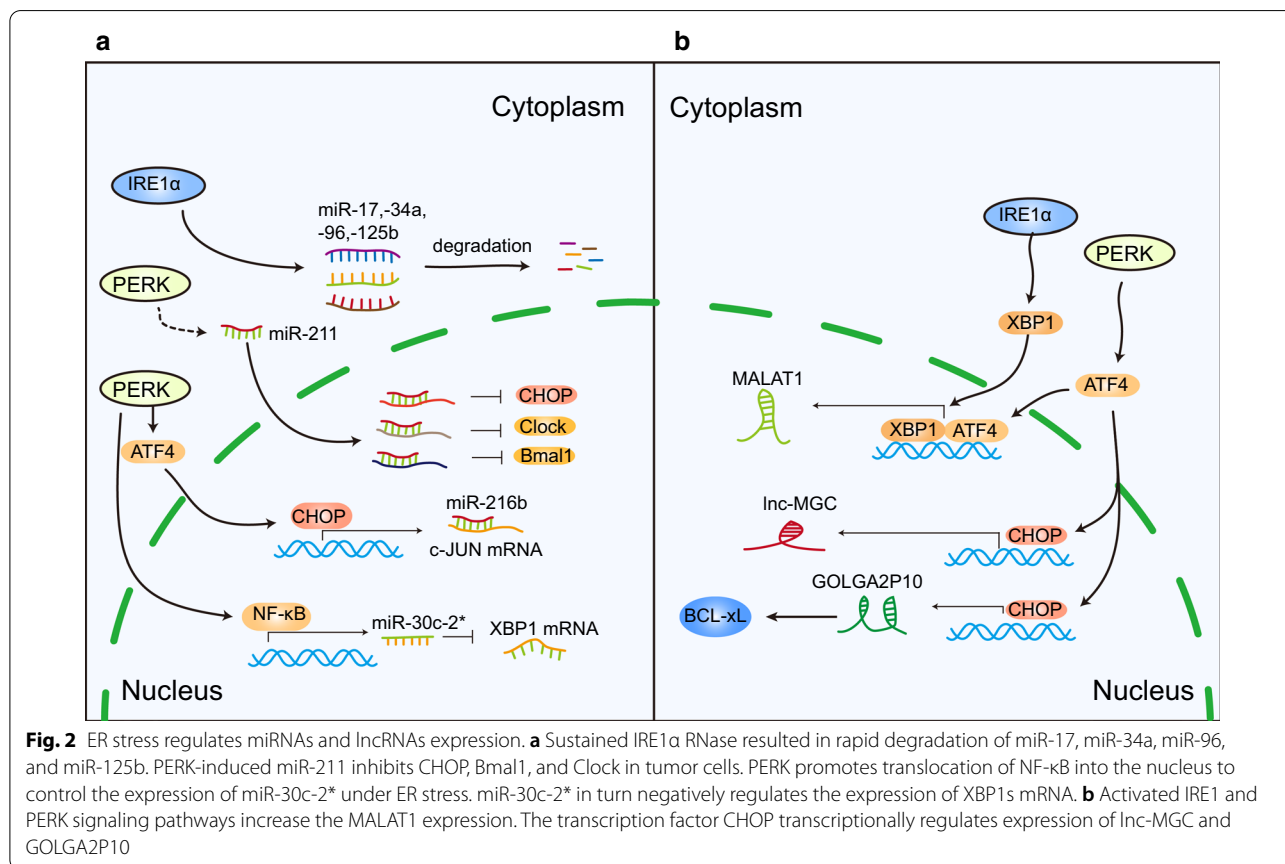 a
b
Cytoplasm
Cytoplasm
IRE1α
miR-17,-34a,
-96,-125b
degradation
PERK
miR-211
PERK
ATF4
CHOP
Clock
Bmal1
CHOP
miR-216b
c-JUN mRNA
NF-κB
miR-30c-2*
XBP1 mRNA
Nucleus
IRE1α
PERK
XBP1
ATF4
MALAT1
XBP1
ATF4
lnc-MGC
CHOP
GOLGA2P10
CHOP
BCL-xL
Nucleus
Fig. 2 ER stress regulates miRNAs and lncRNAs expression. a Sustained IRE1α RNase resulted in rapid degradation of miR-17, miR-34a, miR-96,
and miR-125b. PERK-induced miR-211 inhibits CHOP, Bmal1, and Clock in tumor cells. PERK promotes translocation of NF-κB into the nucleus to
control the expression of miR-30c-2* under ER stress. miR-30c-2* in turn negatively regulates the expression of XBP1s mRNA. b Activated IRE1 and
PERK signaling pathways increase the MALAT1 expression. The transcription factor CHOP transcriptionally regulates expression of lnc-MGC and
GOLGA2P10